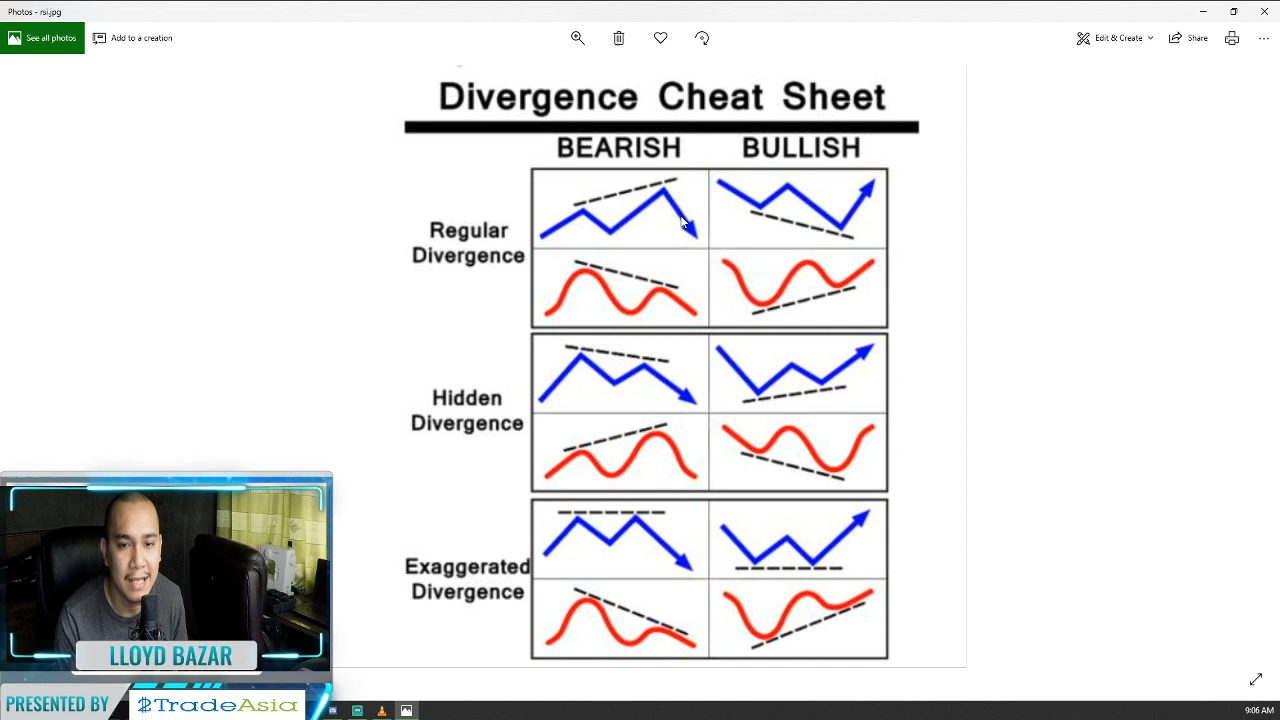 Photos - rsi.jpg
See all photos
Add to a creation
Edit & Create
Share
Divergence Cheat Sheet
BEARISH BULLISH
Regular
Divergence
Hidden
Divergence
Exaggerated
Divergence
LLOYD BAZAR
PRESENTED BY
$TradeAsia
9:06 AM